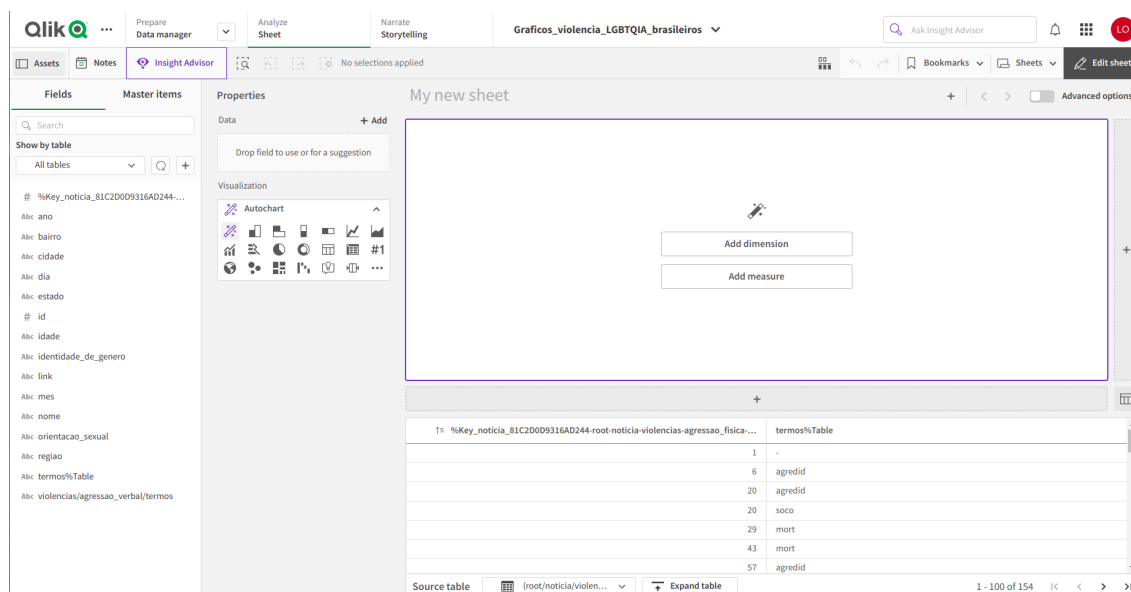 Qlik
Prepare
Data manager
Analyze
Sheet
Narrate
Storytelling
Graficos_violencia_LGBTQIA_brasileiros
Ask Insight Advisor
LO
Assets
Notes
Insight Advisor
No selections applied
Bookmarks
Sheets
Edit sheet
Fields
Master items
Properties
My new sheet
Advanced options
Search
Data
+ Add
Show by table
All tables
Drop field to use or for a suggestion
Visualization
Autochart
#1
# %Key_noticia_81C2D0D9316AD244-...
Abc ano
Abc bairro
Abc cidade
Abc dia
Abc estado
# id
Abc idade
Abc identidade_de_genero
Abc link
Abc mes
Abc nome
Abc orientacao_sexual
Abc regiao
Abc termos%Table
Abc violencias/agressao_verbal/termos
Add dimension
Add measure
%Key_noticia_81C2D0D9316AD244-root-noticia-violencias-agressao_fisica-... termos%Table
1 -
6 agredid
20 agredid
20 soco
29 mort
43 mort
57 agredid
Source table (root/noticia/violen... Expand table 1 - 100 of 154